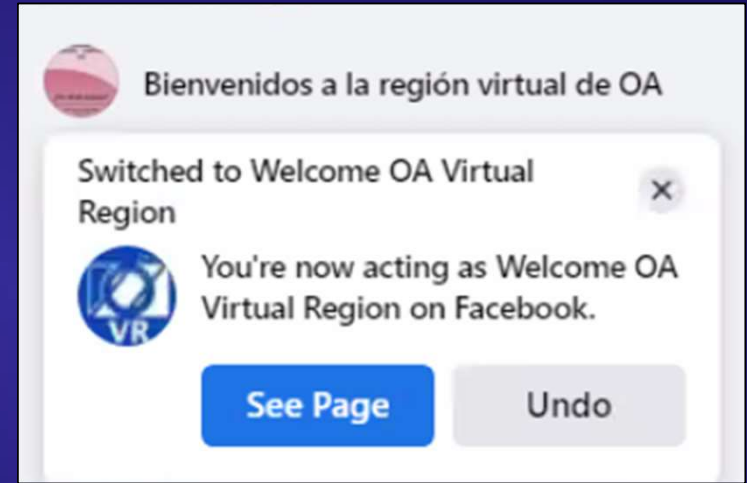 Bienvenidos a la región virtual de OA
Switched to Welcome OA Virtual
Region
You're now acting as Welcome OA
Virtual Region on Facebook.
VR
See Page
Undo